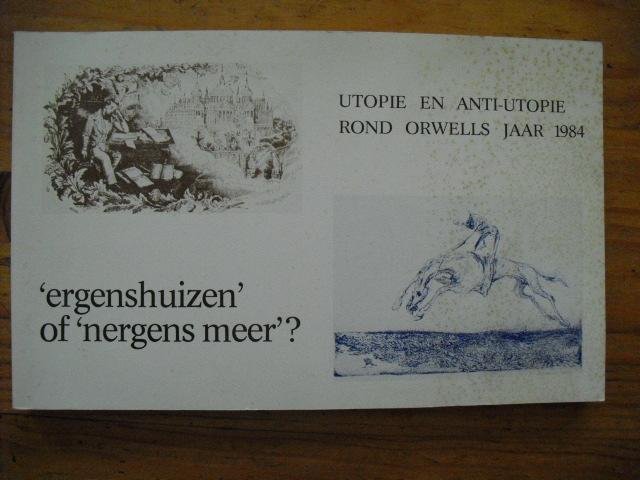 UTOPIE EN ANTI-UTOPIE
ROND ORWELLS JAAR 1984
‘ergenshuizen’
of ‘nergens meer’?